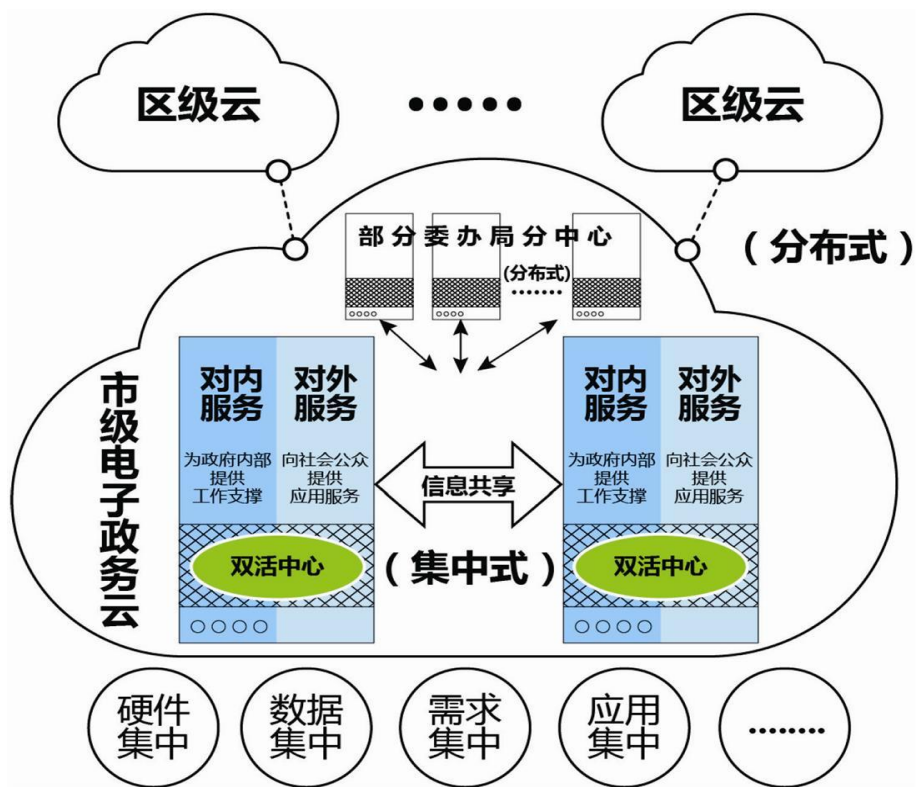 区级云
•••••
区级云
部分委办局分中心
(分布式)
•••••••
(分布式)
市级电子政务云
对内
服务
为政府内部
提供
工作支撑
对外
服务
向社会公众
提供
应用服务
双活中心
信息共享
(集中式)
对内
服务
为政府内部
提供
工作支撑
对外
服务
向社会公众
提供
应用服务
双活中心
硬件
集中
数据
集中
需求
集中
应用
集中
••••••••